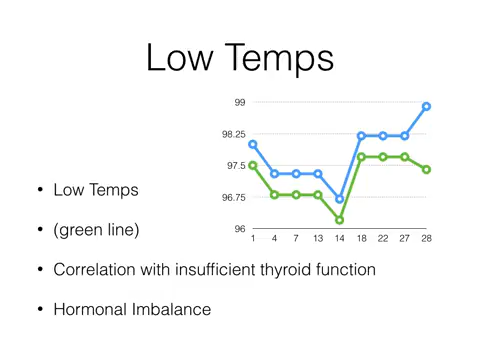 Low Temps
99
98.25
97.5
96.75
96
1 4 7 13 14 18 22 27 28
• Low Temps
• (green line)
• Correlation with insufficient thyroid function
• Hormonal Imbalance